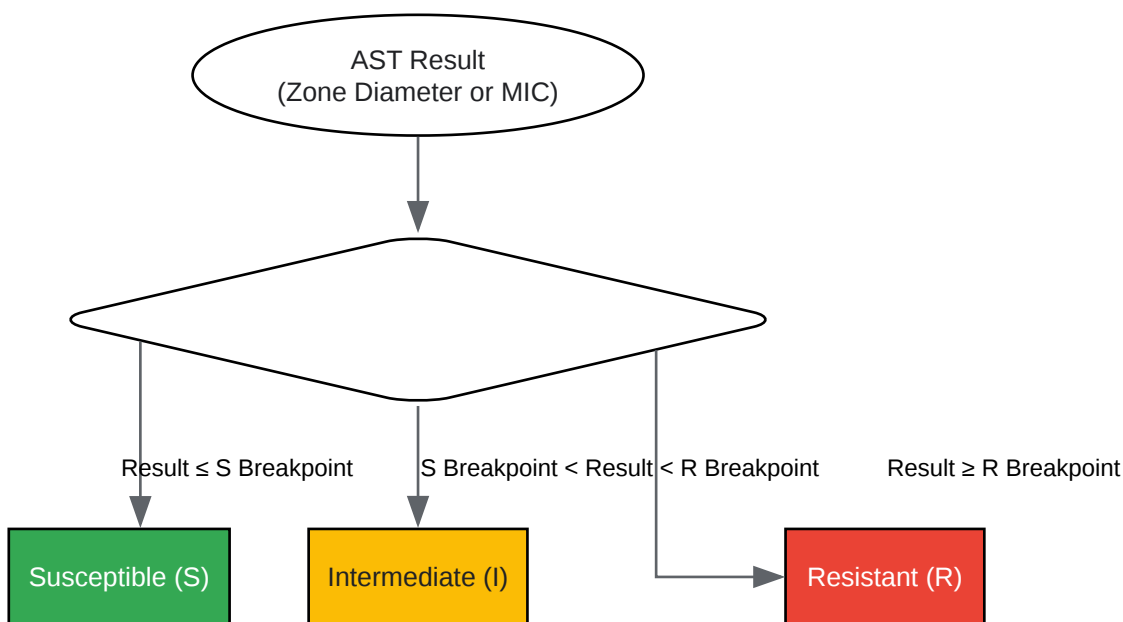 AST Result
(Zone Diameter or MIC)
Result ≤ S Breakpoint
S Breakpoint < Result < R Breakpoint
Result ≥ R Breakpoint
Susceptible (S)
Intermediate (I)
Resistant (R)